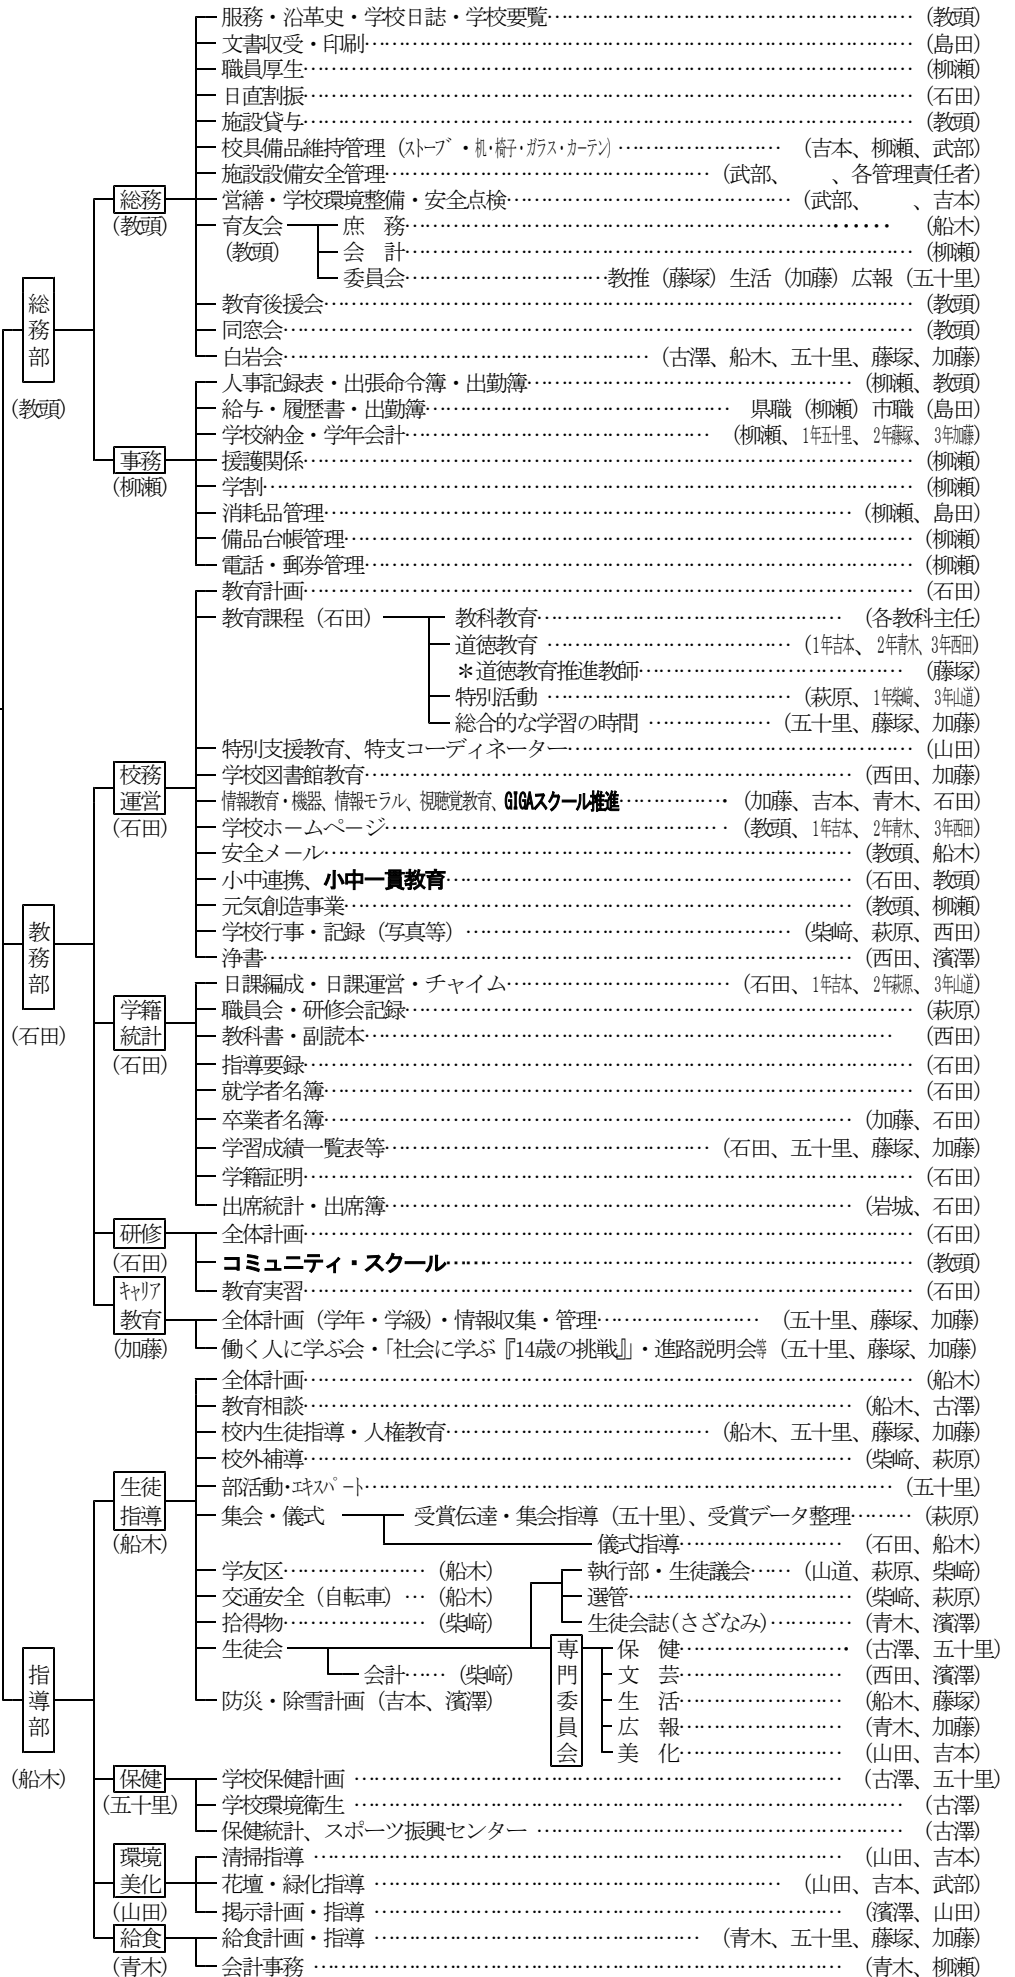 服務・沿革史・学校日誌・学校要覧……(教頭)
文書収受・印刷……(島田)
職員厚生……(柳瀬)
日直割振……(石田)
施設貸与……(教頭)
校具備品維持管理(ストーブ・机・椅子・ガラス・カーテン)……(吉本、柳瀬、武部)
施設設備安全管理……(武部、　　、各管理責任者)
総務 営繕・学校環境整備・安全点検……(武部、　　、吉本)
(教頭) 育友会 庶　務……(船木)
(教頭) 会　計……(柳瀬)
委員会……教推(藤塚)生活(加藤)広報(五十里)
総務部 教育後援会……(教頭)
同窓会……(教頭)
白岩会……(古澤、船木、五十里、藤塚、加藤)
人事記録表・出張命令簿・出勤簿……(柳瀬、教頭)
(教頭) 給与・履歴書・出勤簿……県職(柳瀬)市職(島田)
学校納金・学年会計……(柳瀬、1年五十里、2年藤塚、3年加藤)
事務 援護関係……(柳瀬)
(柳瀬) 学割……(柳瀬)
消耗品管理……(柳瀬、島田)
備品台帳管理……(柳瀬)
電話・郵券管理……(柳瀬)
教育計画……(石田)
教育課程(石田) 教科教育……(各教科主任)
道徳教育……(1年吉本、2年青木、3年西田)
＊道徳教育推進教師……(藤塚)
特別活動……(萩原、1年柴﨑、3年山道)
総合的な学習の時間……(五十里、藤塚、加藤)
特別支援教育、特支コーディネーター……(山田)
校務 学校図書館教育……(西田、加藤)
運営 情報教育・機器、情報モラル、視聴覚教育、GIGAスクール推進……(加藤、吉本、青木、石田)
(石田) 学校ホームページ……(教頭、1年吉本、2年青木、3年西田)
安全メール……(教頭、船木)
小中連携、小中一貫教育……(石田、教頭)
元気創造事業……(教頭、柳瀬)
教務部 学校行事・記録(写真等)……(柴﨑、萩原、西田)
浄書……(西田、濱澤)
日課編成・日課運営・チャイム……(石田、1年吉本、2年萩原、3年山道)
学籍 職員会・研修会記録……(萩原)
(石田) 統計 教科書・副読本……(西田)
(石田) 指導要録……(石田)
就学者名簿……(石田)
卒業者名簿……(加藤、石田)
学習成績一覧表等……(石田、五十里、藤塚、加藤)
学籍証明……(石田)
出席統計・出席簿……(岩城、石田)
研修 全体計画……(石田)
(石田) コミュニティ・スクール……(教頭)
キャリア 教育実習……(石田)
教育 全体計画(学年・学級)・情報収集・管理……(五十里、藤塚、加藤)
(加藤) 働く人に学ぶ会・「社会に学ぶ『14歳の挑戦』」・進路説明会等(五十里、藤塚、加藤)
全体計画……(船木)
教育相談……(船木、古澤)
校内生徒指導・人権教育……(船木、五十里、藤塚、加藤)
校外補導……(柴﨑、萩原)
生徒 部活動・エキスパート……(五十里)
指導 集会・儀式 受賞伝達・集会指導(五十里)、受賞データ整理……(萩原)
(船木) 儀式指導……(石田、船木)
学友区……(船木) 執行部・生徒議会……(山道、萩原、柴﨑)
交通安全(自転車)…(船木) 選管……(柴﨑、萩原)
拾得物……(柴﨑) 生徒会誌(さざなみ)……(青木、濱澤)
生徒会 専門委員会 保　健……(古澤、五十里)
指導部 会計……(柴﨑) 文　芸……(西田、濱澤)
防災・除雪計画(吉本、濱澤) 生　活……(船木、藤塚)
広　報……(青木、加藤)
美　化……(山田、吉本)
(船木) 保健 学校保健計画……(古澤、五十里)
(五十里) 学校環境衛生……(古澤)
保健統計、スポーツ振興センター……(古澤)
環境 清掃指導……(山田、吉本)
美化 花壇・緑化指導……(山田、吉本、武部)
(山田) 掲示計画・指導……(濱澤、山田)
給食 給食計画・指導……(青木、五十里、藤塚、加藤)
(青木) 会計事務……(青木、柳瀬)